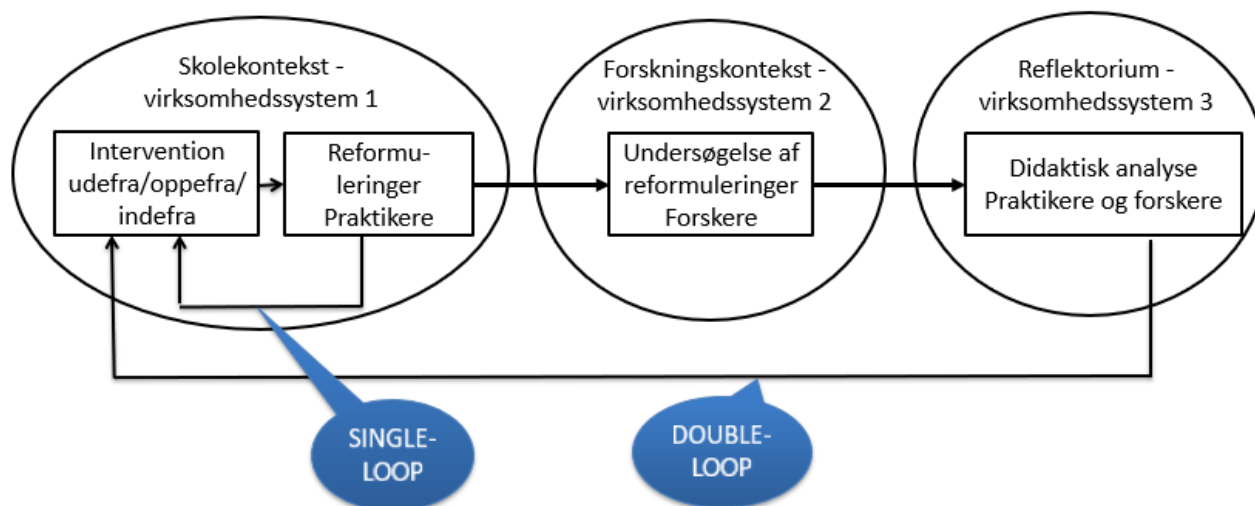 Skolekontekst -
virksomhedssystem 1
Intervention
udefra/oppefra/
indefra
Reformu-
leringer
Praktikere
Forskningskontekst -
virksomhedssystem 2
Undersøgelse af
reformuleringer
Forskere
Reflektorium -
virksomhedssystem 3
Didaktisk analyse
Praktikere og forskere
SINGLE-
LOOP
DOUBLE-
LOOP